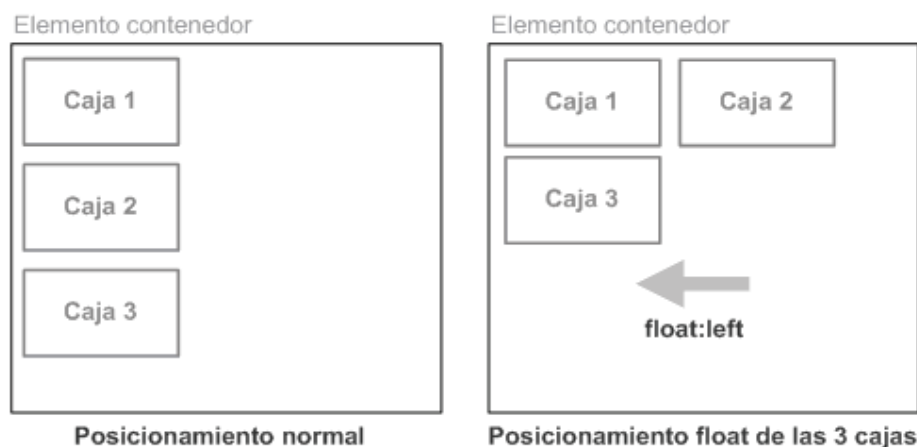 Elemento contenedor
Caja 1
Caja 2
Caja 3
Posicionamiento normal
Elemento contenedor
Caja 1 Caja 2
Caja 3
float:left
Posicionamiento float de las 3 cajas